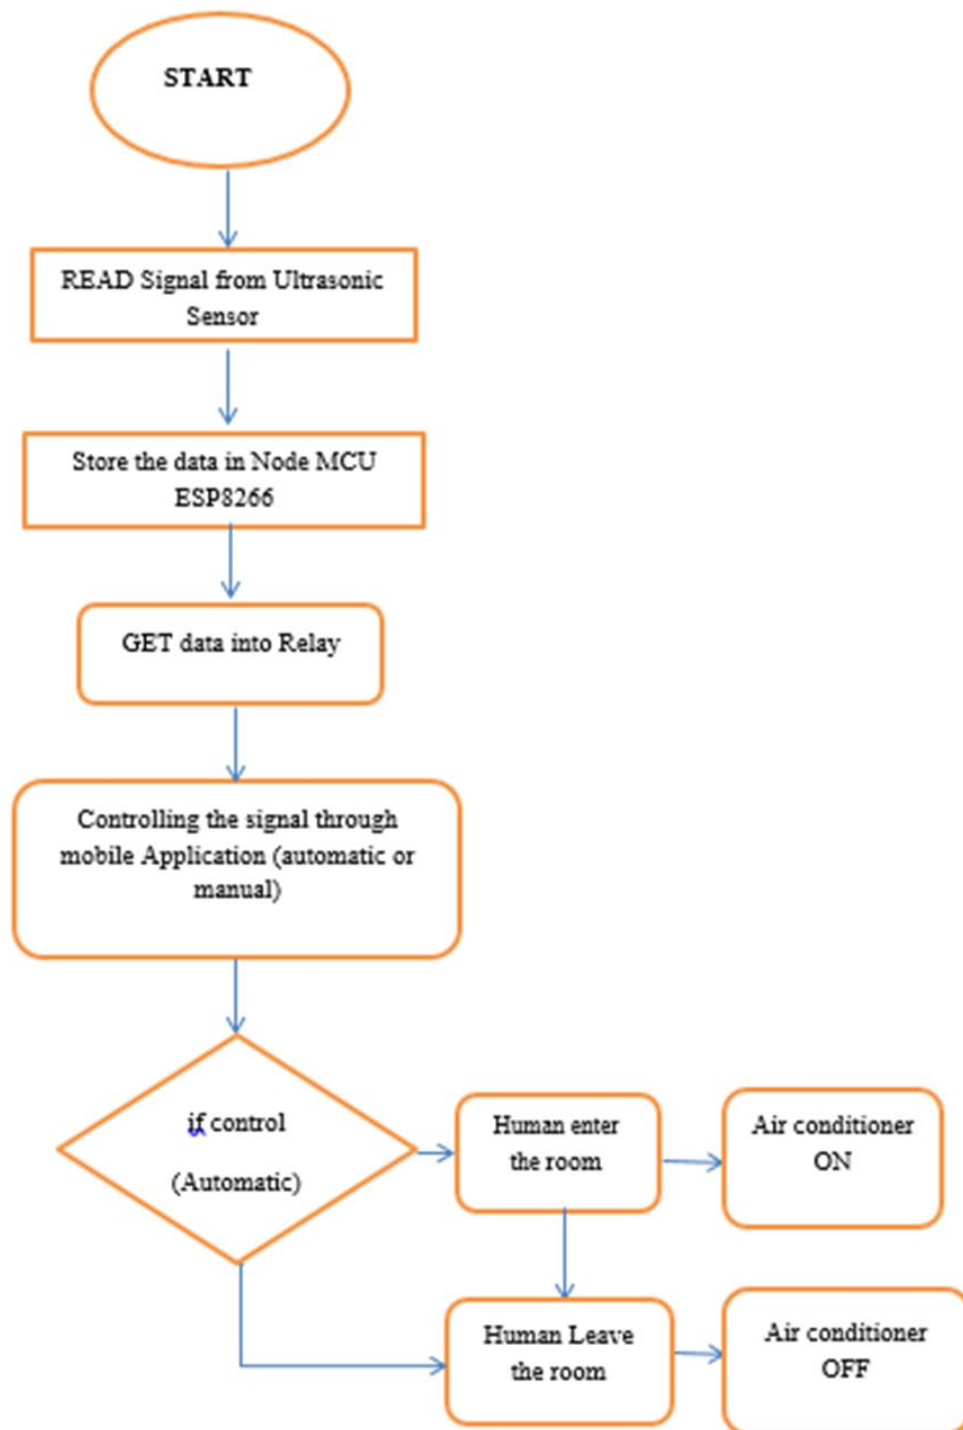 START
READ Signal from Ultrasonic
Sensor
Store the data in Node MCU
ESP8266
GET data into Relay
Controlling the signal through
mobile Application (automatic or
manual)
if control
(Automatic)
Human enter
the room
Air conditioner
ON
Human Leave
the room
Air conditioner
OFF